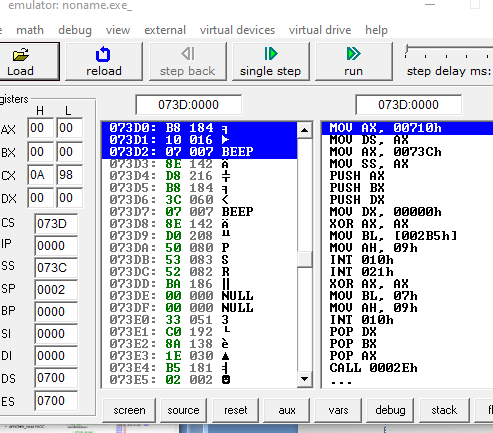 emulator: noname.exe_
math debug view external virtual devices virtual drive help
Load reload step back single step run step delay ms:
registers
H L
AX 00 00
BX 00 00
CX 0A 98
DX 00 00
CS 073D
IP 0000
SS 073C
SP 0002
BP 0000
SI 0000
DI 0000
DS 0700
ES 0700
073D:0000
073D0: B8 184 ╕
073D1: 10 016 ►
073D2: 07 007 BEEP
073D3: 8E 142 Ä
073D4: D8 216 ╪
073D5: B8 184 ╕
073D6: 3C 060 <
073D7: 07 007 BEEP
073D8: 8E 142 Ä
073D9: D0 208 ╨
073DA: 50 080 P
073DB: 53 083 S
073DC: 52 082 R
073DD: BA 186 ║
073DE: 00 000 NULL
073DF: 00 000 NULL
073E0: 33 051 3
073E1: C0 192 └
073E2: 8A 138 è
073E3: 1E 030 ▲
073E4: B5 181 ╡
073E5: 02 002 ☻
073D:0000
MOV AX, 00710h
MOV DS, AX
MOV AX, 0073Ch
MOV SS, AX
PUSH AX
PUSH BX
PUSH DX
MOV DX, 00000h
XOR AX, AX
MOV BL, [002B5h]
MOV AH, 09h
INT 010h
INT 021h
XOR AX, AX
MOV BL, 07h
MOV AH, 09h
INT 010h
POP DX
POP BX
POP AX
CALL 0002Eh
...
screen source reset aux vars debug stack fl